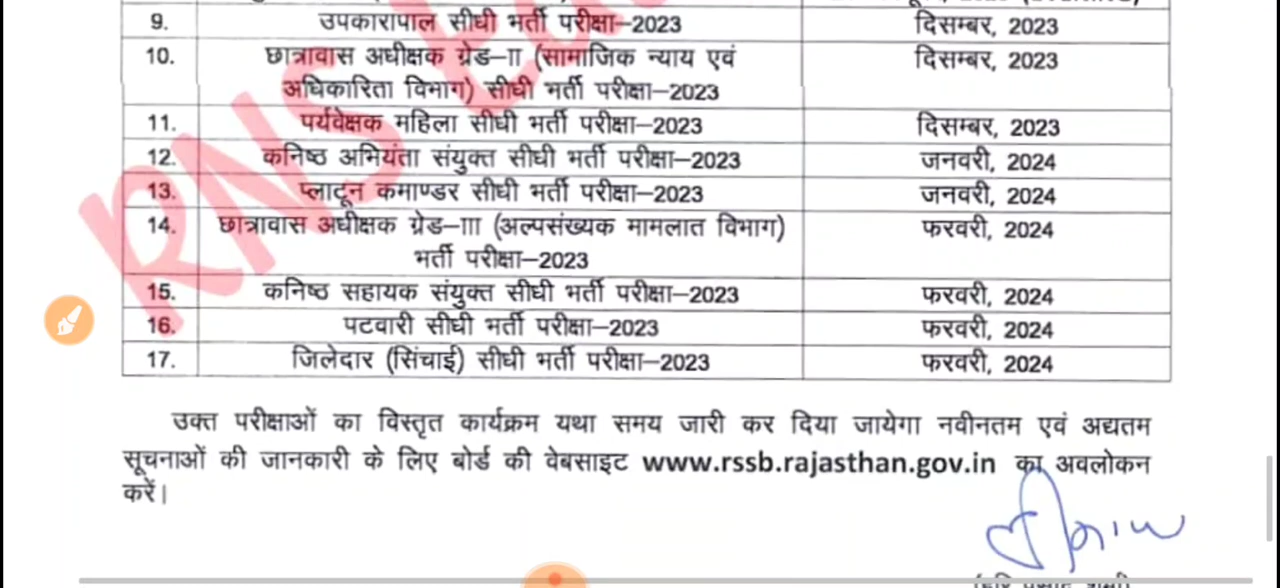 9. उपकारापाल सीधी भर्ती परीक्षा–2023 दिसम्बर, 2023
10. छात्रावास अधीक्षक ग्रेड–II (सामाजिक न्याय एवं दिसम्बर, 2023
अधिकारिता विभाग) सीधी भर्ती परीक्षा–2023
11. पर्यवेक्षक महिला सीधी भर्ती परीक्षा–2023 दिसम्बर, 2023
12. कनिष्ठ अभियंता संयुक्त सीधी भर्ती परीक्षा–2023 जनवरी, 2024
13. प्लाटून कमाण्डर सीधी भर्ती परीक्षा–2023 जनवरी, 2024
14. छात्रावास अधीक्षक ग्रेड–III (अल्पसंख्यक मामलात विभाग) फरवरी, 2024
भर्ती परीक्षा–2023
15. कनिष्ठ सहायक संयुक्त सीधी भर्ती परीक्षा–2023 फरवरी, 2024
16. पटवारी सीधी भर्ती परीक्षा–2023 फरवरी, 2024
17. जिलेदार (सिंचाई) सीधी भर्ती परीक्षा–2023 फरवरी, 2024
उक्त परीक्षाओं का विस्तृत कार्यक्रम यथा समय जारी कर दिया जायेगा नवीनतम एवं अद्यतम
सूचनाओं की जानकारी के लिए बोर्ड की वेबसाइट www.rssb.rajasthan.gov.in का अवलोकन
करें।
RNS